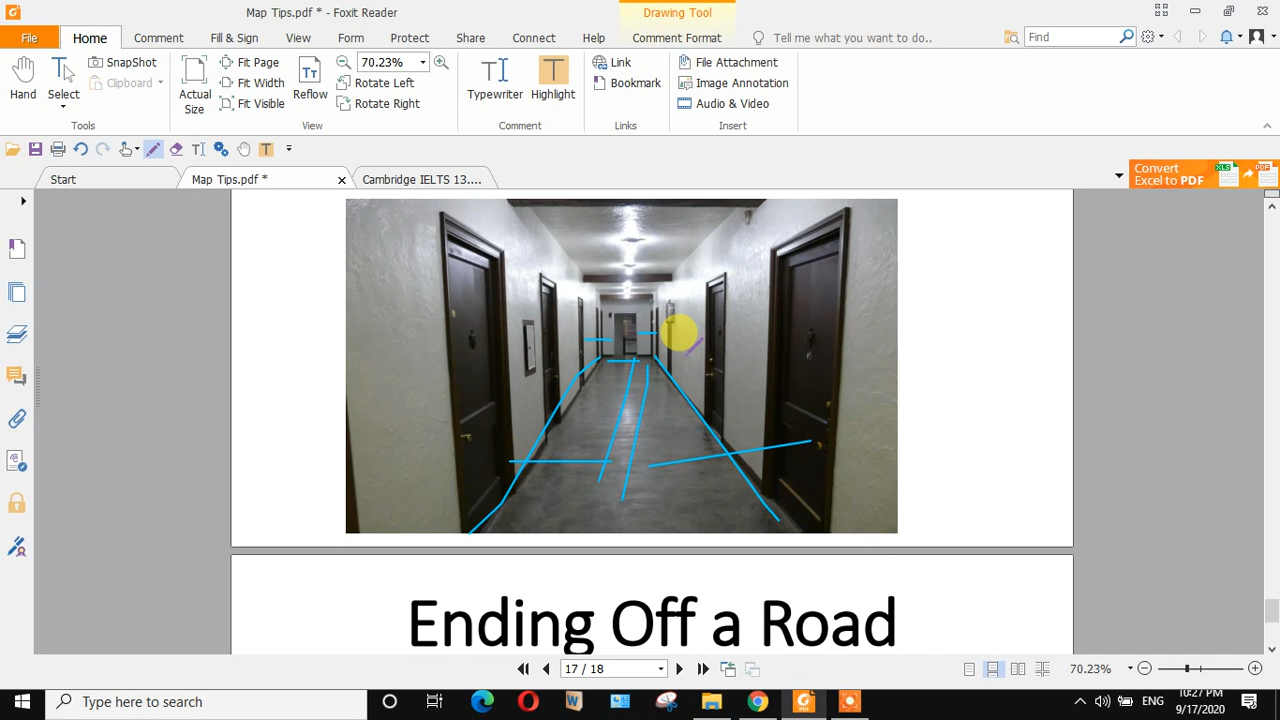 Map Tips.pdf * - Foxit Reader
Drawing Tool
File
Home
Comment
Fill & Sign
View
Form
Protect
Share
Connect
Help
Comment Format
Tell me what you want to do..
Find
Hand
Select
SnapShot
Clipboard
Tools
Actual
Size
Fit Page
Fit Width
Fit Visible
Reflow
70.23%
Rotate Left
Rotate Right
View
Typewriter
Highlight
Comment
Link
Bookmark
Links
File Attachment
Image Annotation
Audio & Video
Insert
Start
Map Tips.pdf *
Cambridge IELTS 13....
Convert
Excel to PDF
Ending Off a Road
17 / 18
70.23%
Type here to search
ENG
10:27 PM
9/17/2020